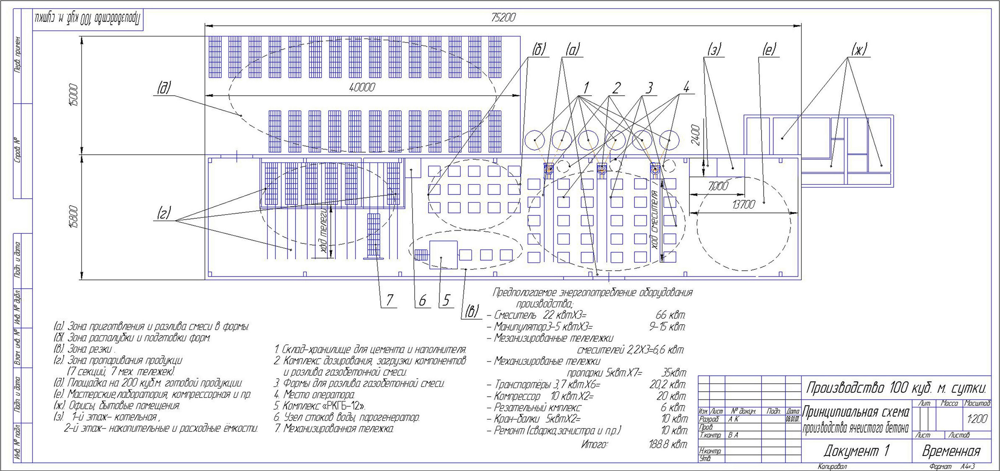 Производство 100 куб. м. сутки.
Перв. примен.
Справ. №
Подп. и дата
Инв. № дубл.
Взам. инв. №
Подп. и дата
Инв. № подл.
75200
40000
15000
15800
(д)
(г)
(б)
(а)
1
2
3
4
(з)
(е)
(ж)
2400
7000
13700
ход телеги
ход смесителя
7
6
5
(в)
(а). Зона приготвления и разлива смеси в формы.
(б). Зона распалубки и подгтовки форм.
(в). Зона резки .
(г). Зона пропаривания продукци
(7 секций, 7 мех. тележек).
(д). Площадка на 200 куб.м. готовой продукции.
(е). Мастерские,лаборатория, компрессорная и пр.
(ж). Офисы, бытовые помещения.
(з). 1-й этаж- котельная ,
2-й этаж- накопительные и расходные ёмкости.
1. Склад-хранилище для цемента и наполнителя.
2. Комплекс дозирования, загрузки компонентов
и розлива газобетонной смеси.
3. Формы для розлива газобетонной смеси.
4. Место оператора.
5. Комплекс «РКГБ-12».
6. Узел стоков воды, парогенератор.
7. Механизированная тележка.
Предпологаемое энергопотребление оборудования
производства;
- Смеситель 22 квтХ3= 66 квт.
- Манипулятор3-5 квтХ3= 9-15 квт.
- Мезанизированные телележки
смесителей 2,2Х3=6,6 квт.
- Механизированые тележки
пропарки 5квт.Х7= 35квт.
- Транспортёры 3,7 квт.Х6= 20,2 квт.
- Компрессор 10 квт.Х2= 20 квт.
- Резательный кмплекс 6 квт.
- Кран-балки 5квтХ2= 10 квт.
- Ремонт (сварка,зачистра и п.р.) 10 квт.
Итого: 188.8 квт.
Производство 100 куб. м. сутки.
Изм. Лист № докум. Подп. Дата
Разраб. А К 08.01.07.
Пров.
Т.контр. В А
Н.контр.
Утв.
Принципиальная схема
производства ячеистого бетона
Лит. Масса Масштаб
1:200
Лист Листов
Документ 1
Временная
Копировал Формат А4x3